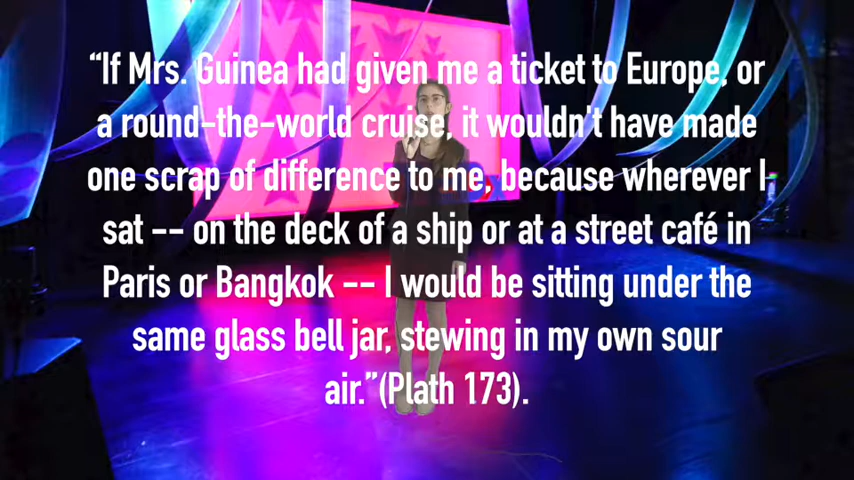 “If Mrs. Guinea had given me a ticket to Europe, or
a round-the-world cruise, it wouldn't have made
one scrap of difference to me, because wherever I
sat -- on the deck of a ship or at a street café in
Paris or Bangkok -- I would be sitting under the
same glass bell jar, stewing in my own sour
air.”(Plath 173).